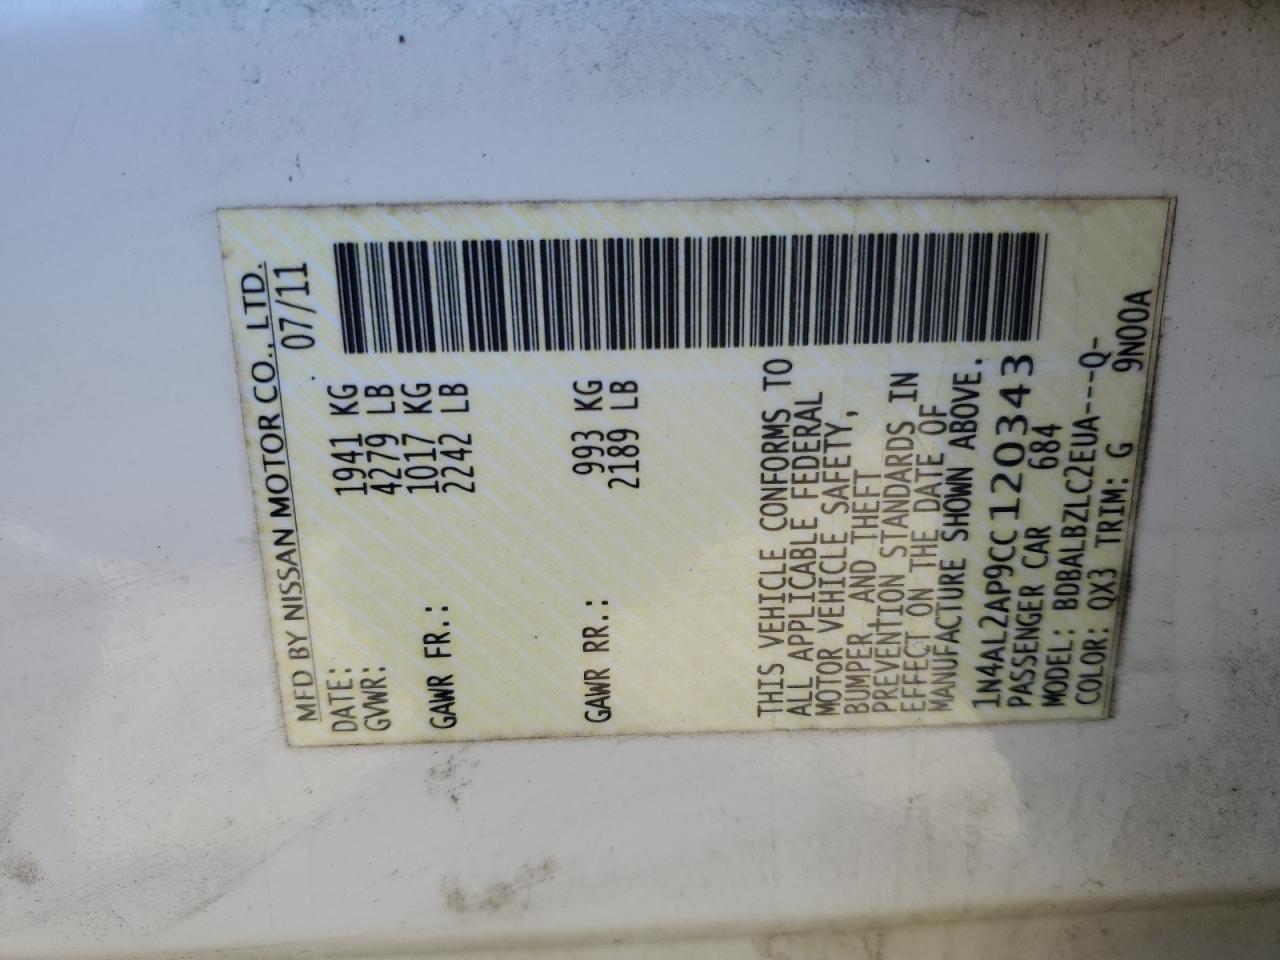 MFD BY NISSAN MOTOR CO., LTD.
DATE: 07/11
GVWR: 1941 KG
4279 LB
GAWR FR.: 1017 KG
2242 LB
GAWR RR.: 993 KG
2189 LB
THIS VEHICLE CONFORMS TO
ALL APPLICABLE FEDERAL
MOTOR VEHICLE SAFETY,
BUMPER AND THEFT
PREVENTION STANDARDS IN
EFFECT ON THE DATE OF
MANUFACTURE SHOWN ABOVE.
1N4AL2AP9CC120343
PASSENGER CAR 684
MODEL: BDBALBZLC2EUA----Q-
COLOR: QX3 TRIM: G 9N00A